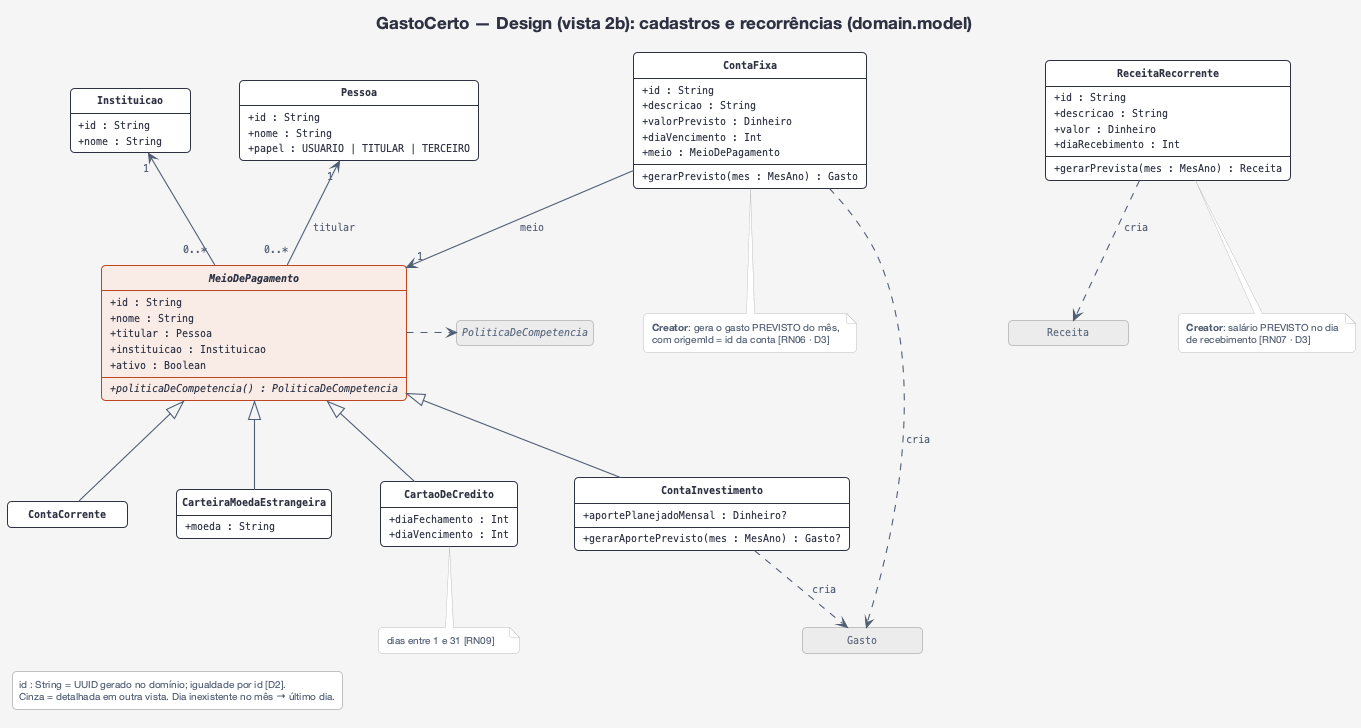 GastoCerto — Design (vista 2b): cadastros e recorrências (domain.model)
Instituicao
+id : String
+nome : String
Pessoa
+id : String
+nome : String
+papel : USUARIO | TITULAR | TERCEIRO
ContaFixa
+id : String
+descricao : String
+valorPrevisto : Dinheiro
+diaVencimento : Int
+meio : MeioDePagamento
+gerarPrevisto(mes : MesAno) : Gasto
ReceitaRecorrente
+id : String
+descricao : String
+valor : Dinheiro
+diaRecebimento : Int
+gerarPrevista(mes : MesAno) : Receita
1
0..*
1
titular
0..*
meio
1
cria
MeioDePagamento
+id : String
+nome : String
+titular : Pessoa
+instituicao : Instituicao
+ativo : Boolean
+politicaDeCompetencia() : PoliticaDeCompetencia
PoliticaDeCompetencia
Creator: gera o gasto PREVISTO do mês,
com origemId = id da conta [RN06 · D3]
Receita
Creator: salário PREVISTO no dia
de recebimento [RN07 · D3]
cria
ContaCorrente
CarteiraMoedaEstrangeira
+moeda : String
CartaoDeCredito
+diaFechamento : Int
+diaVencimento : Int
ContaInvestimento
+aportePlanejadoMensal : Dinheiro?
+gerarAportePrevisto(mes : MesAno) : Gasto?
cria
dias entre 1 e 31 [RN09]
Gasto
id : String = UUID gerado no domínio; igualdade por id [D2].
Cinza = detalhada em outra vista. Dia inexistente no mês → último dia.